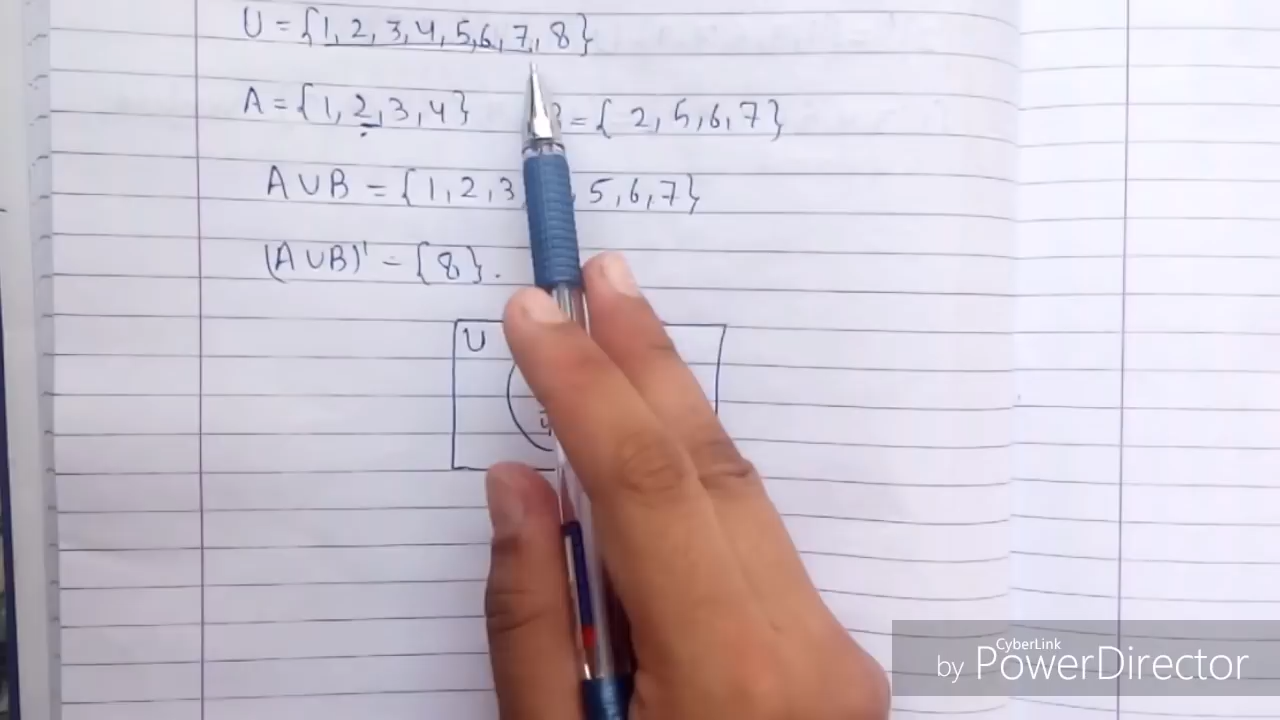 U = {1, 2, 3, 4, 5, 6, 7, 8}
A = {1, 2, 3, 4} = { 2, 5, 6, 7}
A ∪ B = {1, 2, 3 , 5, 6, 7}
(A ∪ B)' = {8}.
U
CyberLink
by PowerDirector